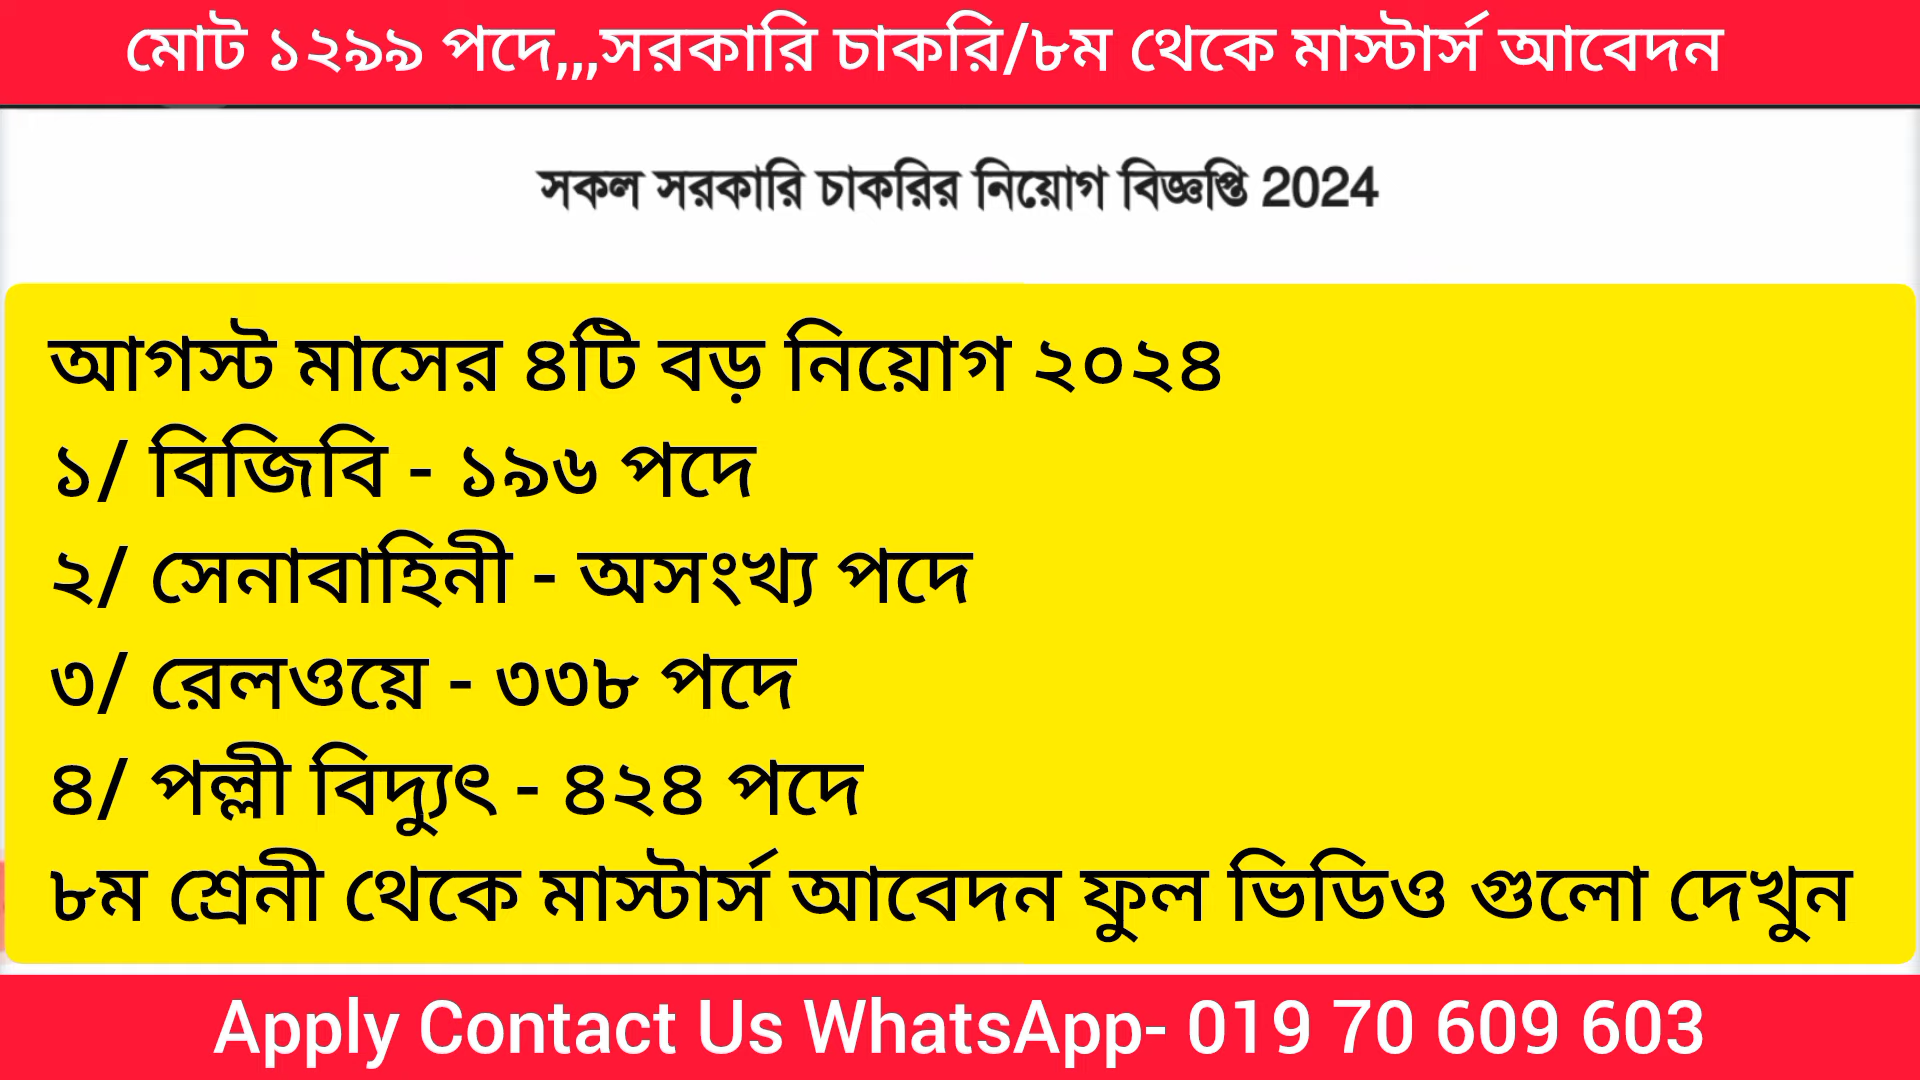 মোট ১২৯৯ পদে,,,সরকারি চাকরি/৮ম থেকে মাস্টার্স আবেদন
সকল সরকারি চাকরির নিয়োগ বিজ্ঞপ্তি 2024
আগস্ট মাসের ৪টি বড় নিয়োগ ২০২৪
১/ বিজিবি - ১৯৬ পদে
২/ সেনাবাহিনী - অসংখ্য পদে
৩/ রেলওয়ে - ৩৩৮ পদে
৪/ পল্লী বিদ্যুৎ - ৪২৪ পদে
৮ম শ্রেনী থেকে মাস্টার্স আবেদন ফুল ভিডিও গুলো দেখুন
Apply Contact Us WhatsApp- 019 70 609 603